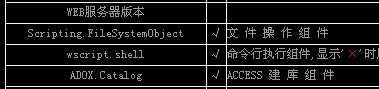 WEB服务器版本
Scripting.FileSystemObject √ 文 件 操 作 组 件
wscript.shell √ 命令行执行组件,显示'×'时
ADOX.Catalog √ ACCESS 建 库 组 件